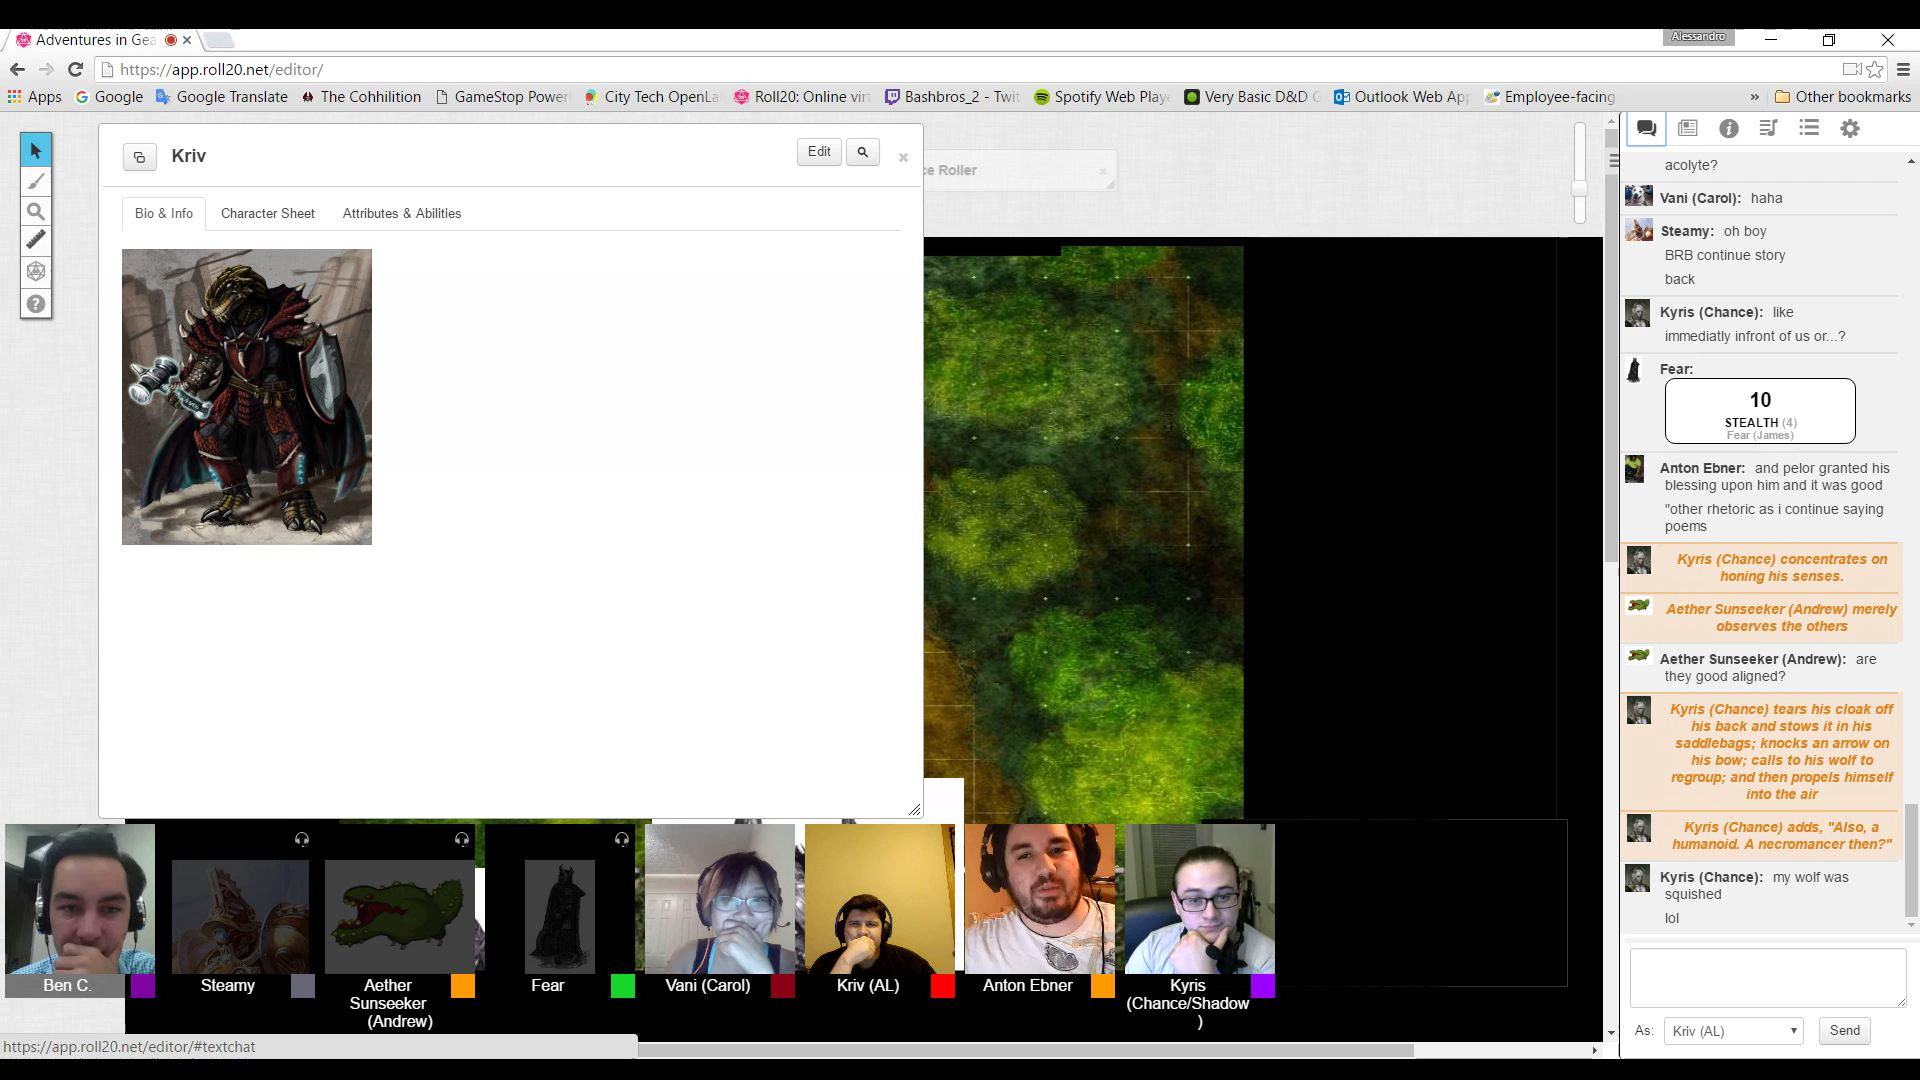 Alessandro
Adventures in Gea
https://app.roll20.net/editor/
Apps Google Google Translate The Cohhilition GameStop Power City Tech OpenLa Roll20: Online virt Bashbros_2 - Twit Spotify Web Playe Very Basic D&D G Outlook Web App Employee-facing » Other bookmarks
Kriv
Edit
ce Roller
Bio & Info Character Sheet Attributes & Abilities
acolyte?
Vani (Carol): haha
Steamy: oh boy
BRB continue story
back
Kyris (Chance): like
immediatly infront of us or...?
Fear:
10
STEALTH (4)
Fear (James)
Anton Ebner: and pelor granted his
blessing upon him and it was good
"other rhetoric as i continue saying
poems
Kyris (Chance) concentrates on
honing his senses.
Aether Sunseeker (Andrew) merely
observes the others
Aether Sunseeker (Andrew): are
they good aligned?
Kyris (Chance) tears his cloak off
his back and stows it in his
saddlebags; knocks an arrow on
his bow; calls to his wolf to
regroup; and then propels himself
into the air
Kyris (Chance) adds, "Also, a
humanoid. A necromancer then?"
Kyris (Chance): my wolf was
squished
lol
As: Kriv (AL) Send
Ben C.
Steamy
Aether
Sunseeker
(Andrew)
Fear
Vani (Carol)
Kriv (AL)
Anton Ebner
Kyris
(Chance/Shadow
)
https://app.roll20.net/editor/#textchat